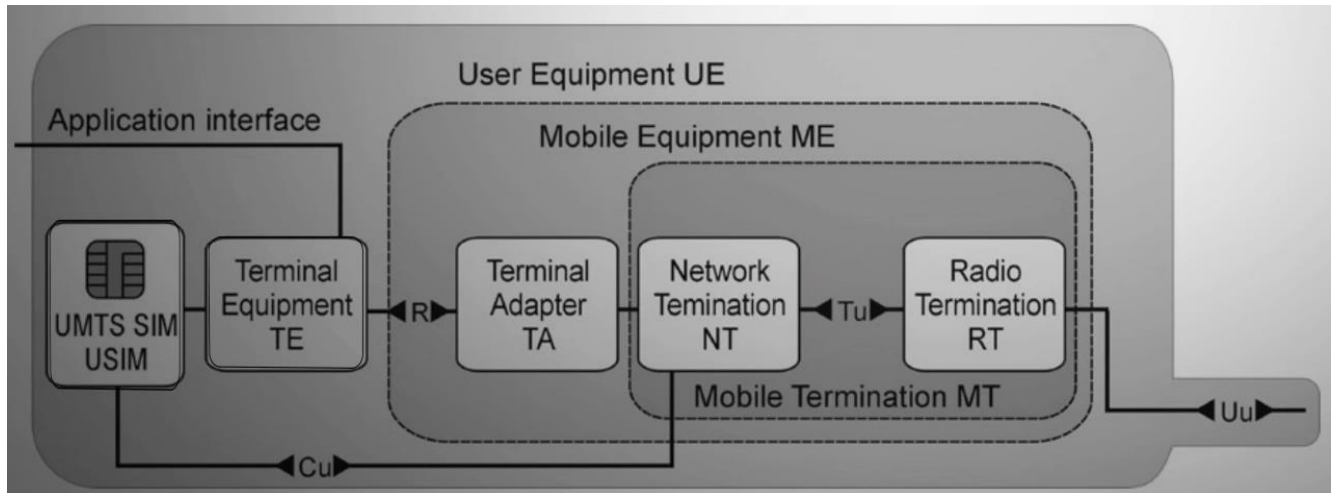 User Equipment UE
Application interface
Mobile Equipment ME
UMTS SIM
USIM
Terminal
Equipment
TE
R
Terminal
Adapter
TA
Network
Temination
NT
Tu
Radio
Termination
RT
Mobile Termination MT
Uu
Cu